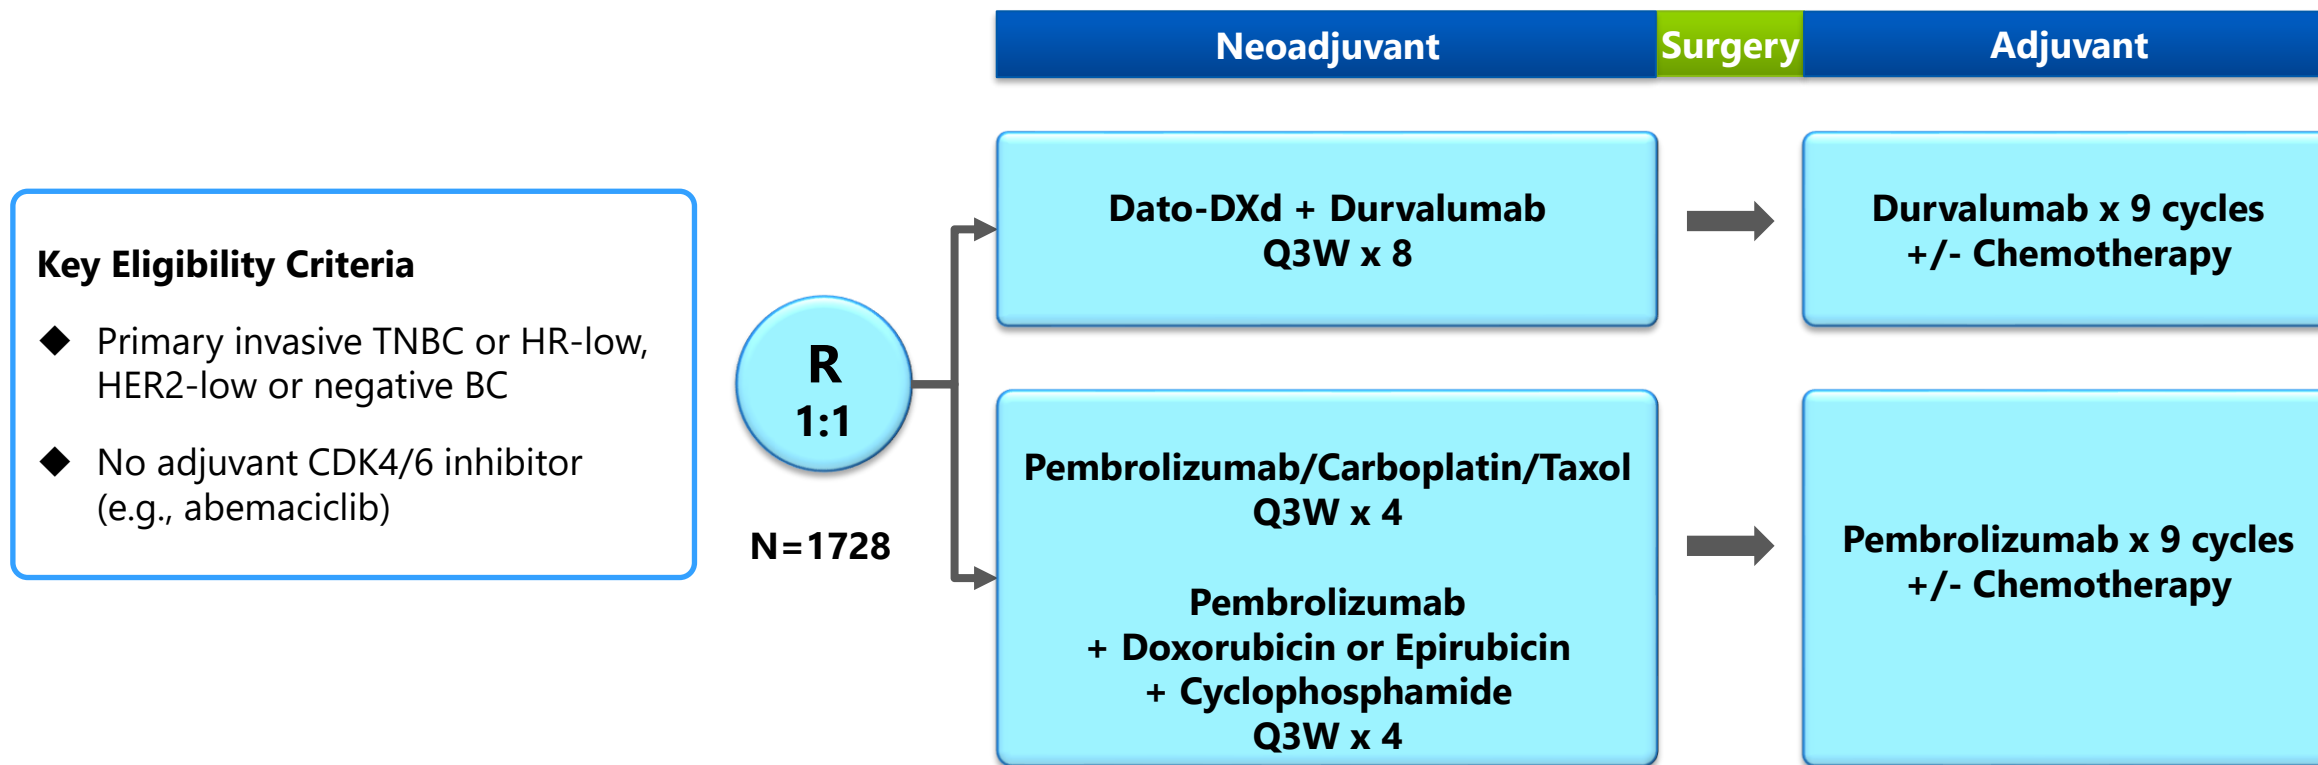 Neoadjuvant
Surgery
Adjuvant
Key Eligibility Criteria
◆ Primary invasive TNBC or HR-low,
HER2-low or negative BC
◆ No adjuvant CDK4/6 inhibitor
(e.g., abemaciclib)
R
1:1
N=1728
Dato-DXd + Durvalumab
Q3W x 8
Durvalumab x 9 cycles
+/- Chemotherapy
Pembrolizumab/Carboplatin/Taxol
Q3W x 4
Pembrolizumab
+ Doxorubicin or Epirubicin
+ Cyclophosphamide
Q3W x 4
Pembrolizumab x 9 cycles
+/- Chemotherapy